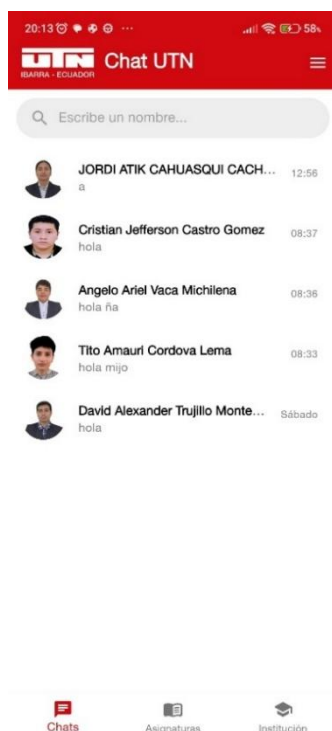 20:13 ... 58%
UTN
IBARRA - ECUADOR
Chat UTN
Escribe un nombre...
JORDI ATIK CAHUASQUI CACH... 12:56
a
Cristian Jefferson Castro Gomez 08:37
hola
Angelo Ariel Vaca Michilena 08:36
hola ña
Tito Amauri Cordova Lema 08:33
hola mijo
David Alexander Trujillo Monte... Sábado
hola
Chats Asignaturas Institución